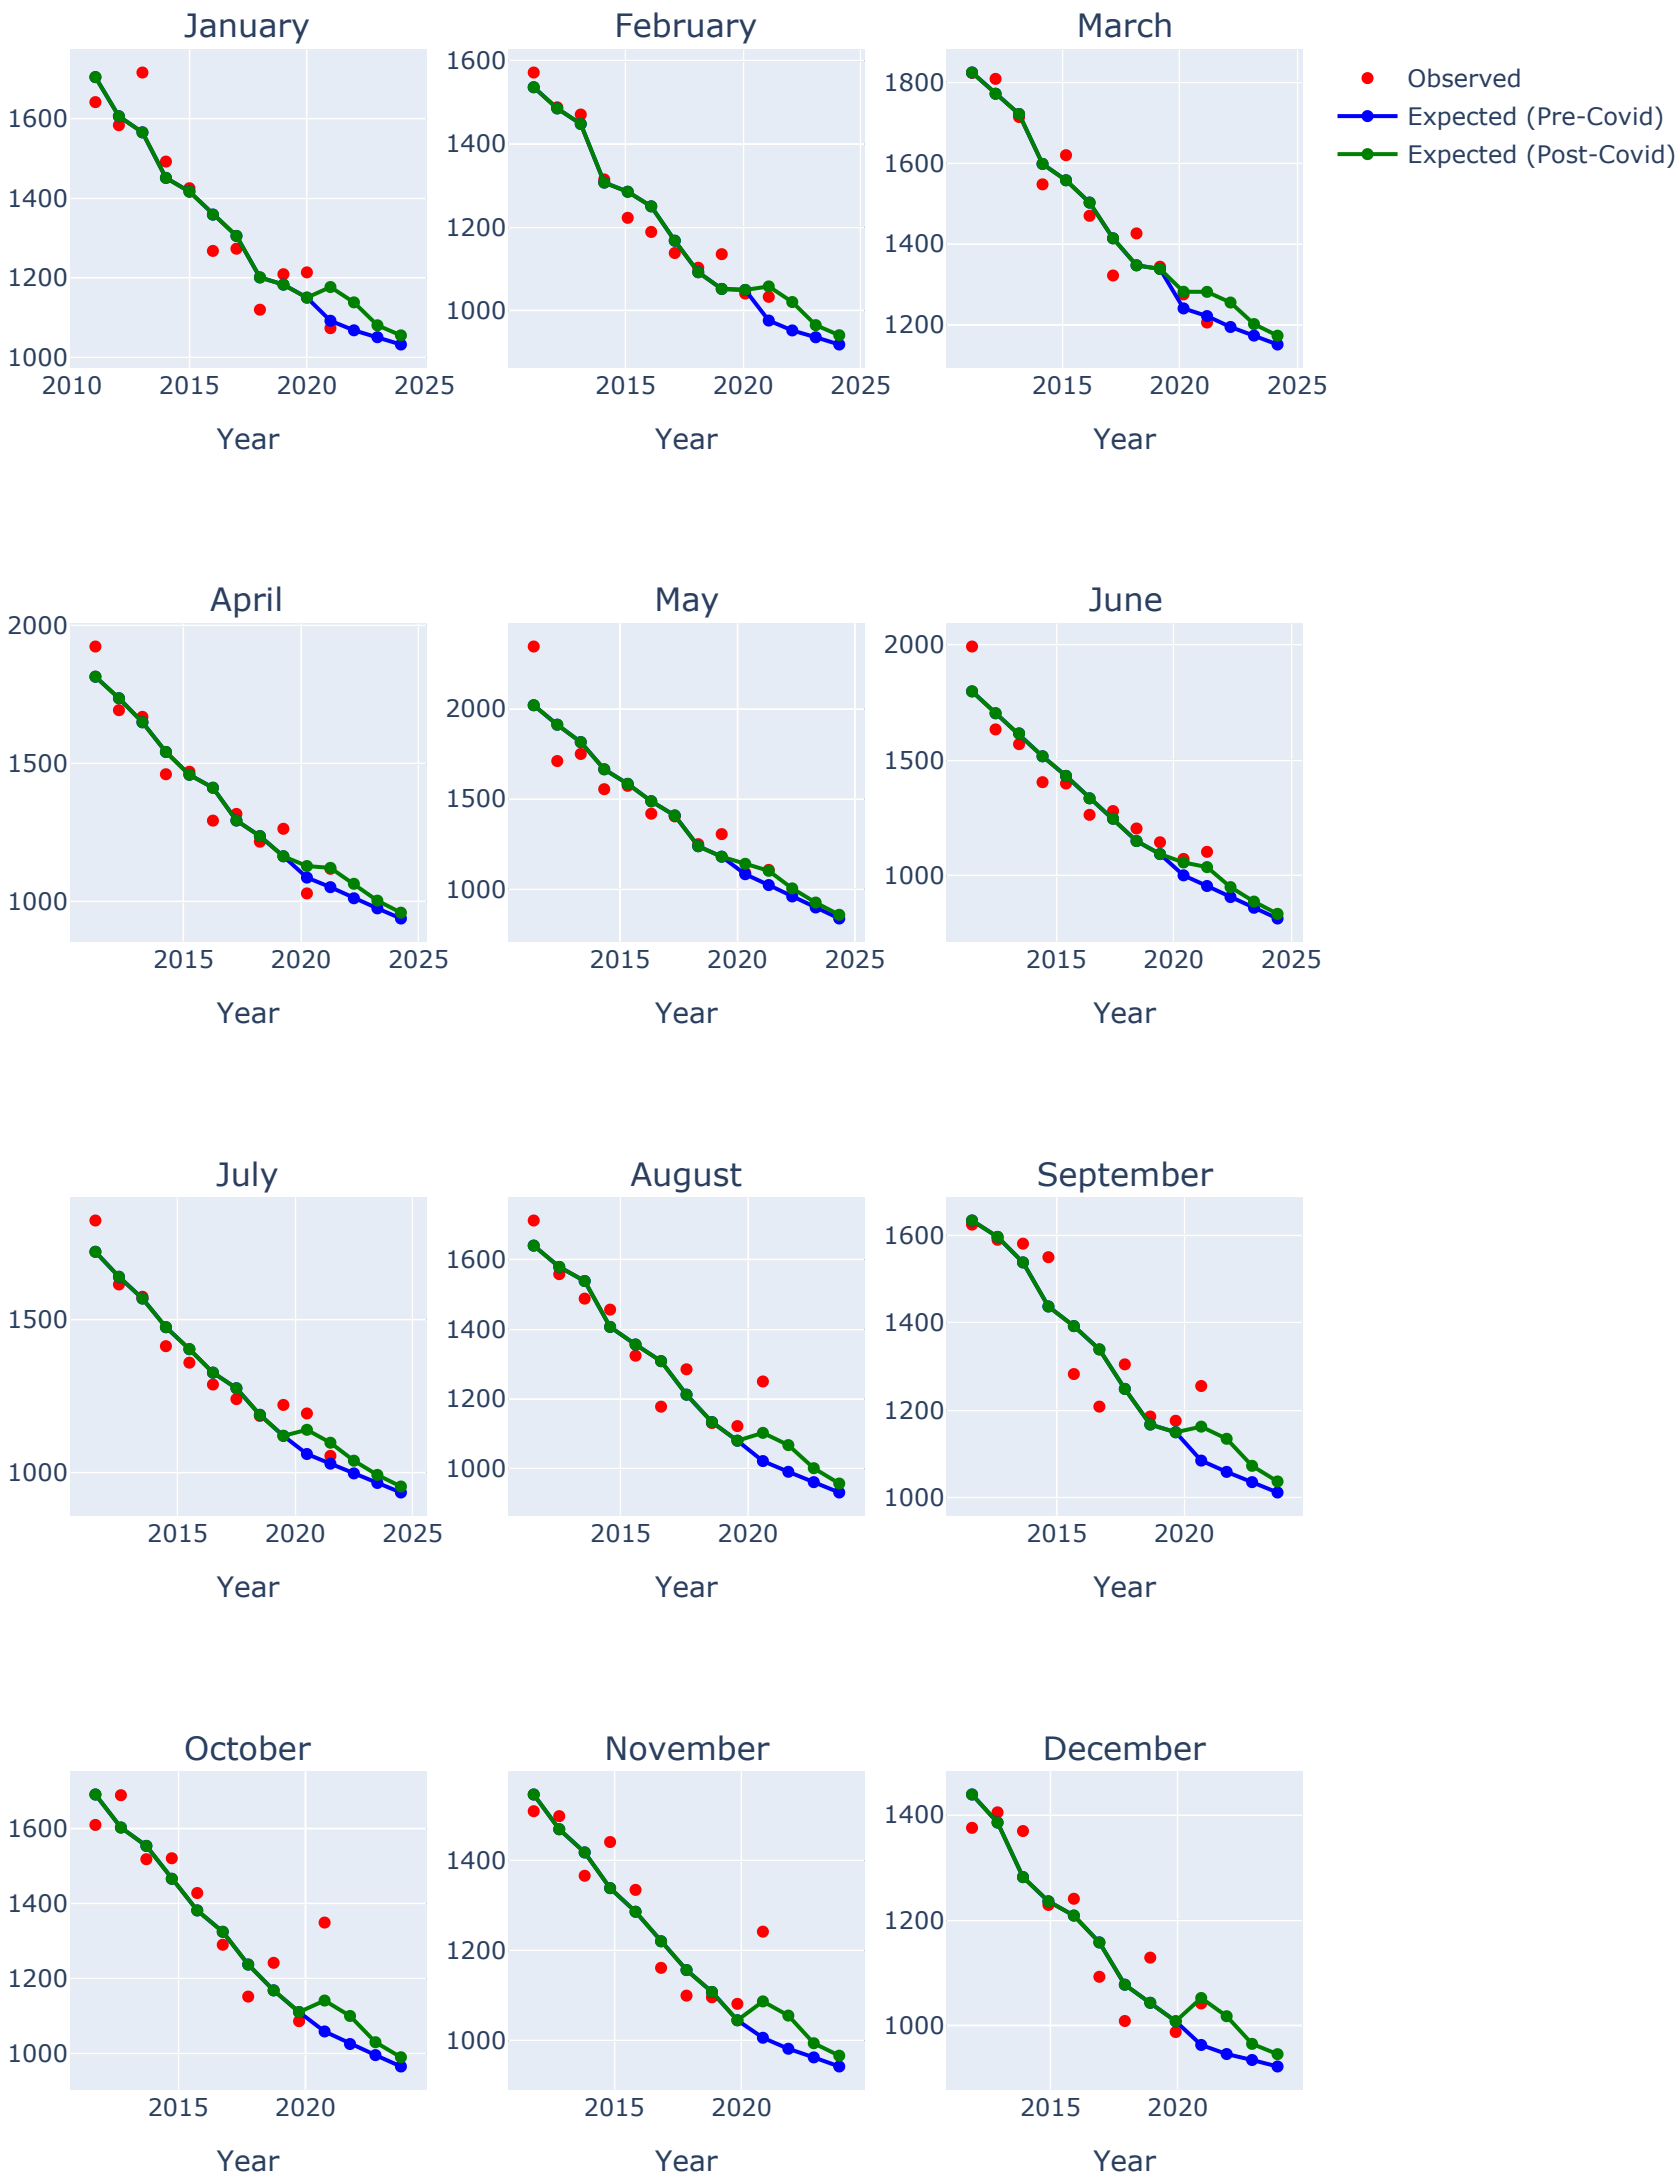 January February March
Observed
Expected (Pre-Covid)
Expected (Post-Covid)
1600
1400
1200
1000
2010 2015 2020 2025
Year
1600
1400
1200
1000
2015 2020
Year
1800
1600
1400
1200
2015 2020 2025
Year
April May June
2000
1500
1000
2015 2020 2025
Year
2000
1500
1000
2015 2020 2025
Year
2000
1500
1000
2015 2020 2025
Year
July August September
1500
1000
2015 2020 2025
Year
1600
1400
1200
1000
2015 2020
Year
1600
1400
1200
1000
2015 2020
Year
October November December
1600
1400
1200
1000
2015 2020
Year
1400
1200
1000
2015 2020
Year
1400
1200
1000
2015 2020
Year